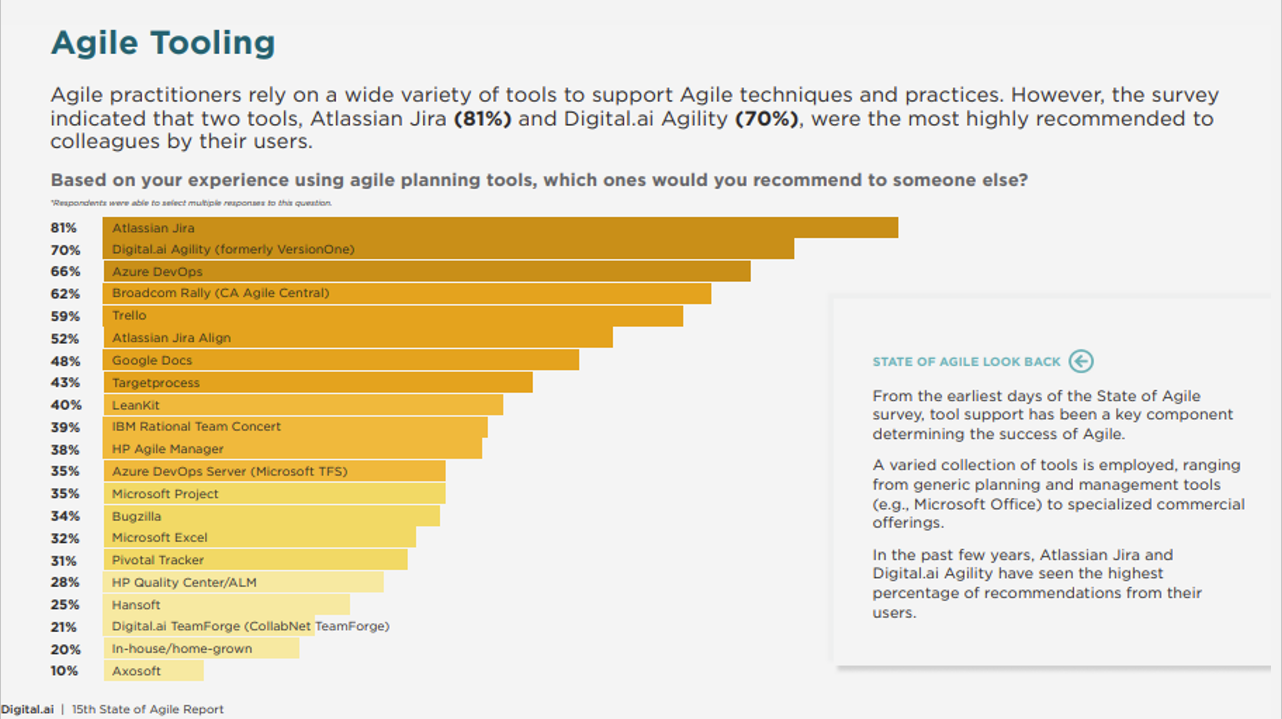 Agile Tooling
Agile practitioners rely on a wide variety of tools to support Agile techniques and practices. However, the survey
indicated that two tools, Atlassian Jira (81%) and Digital.ai Agility (70%), were the most highly recommended to
colleagues by their users.
Based on your experience using agile planning tools, which ones would you recommend to someone else?
*Respondents were able to select multiple responses to this question.
81% Atlassian Jira
70% Digital.ai Agility (formerly VersionOne)
66% Azure DevOps
62% Broadcom Rally (CA Agile Central)
59% Trello
52% Atlassian Jira Align
48% Google Docs
43% Targetprocess
40% LeanKit
39% IBM Rational Team Concert
38% HP Agile Manager
35% Azure DevOps Server (Microsoft TFS)
35% Microsoft Project
34% Bugzilla
32% Microsoft Excel
31% Pivotal Tracker
28% HP Quality Center/ALM
25% Hansoft
21% Digital.ai TeamForge (CollabNet TeamForge)
20% In-house/home-grown
10% Axosoft
STATE OF AGILE LOOK BACK
From the earliest days of the State of Agile
survey, tool support has been a key component
determining the success of Agile.
A varied collection of tools is employed, ranging
from generic planning and management tools
(e.g., Microsoft Office) to specialized commercial
offerings.
In the past few years, Atlassian Jira and
Digital.ai Agility have seen the highest
percentage of recommendations from their
users.
Digital.ai | 15th State of Agile Report